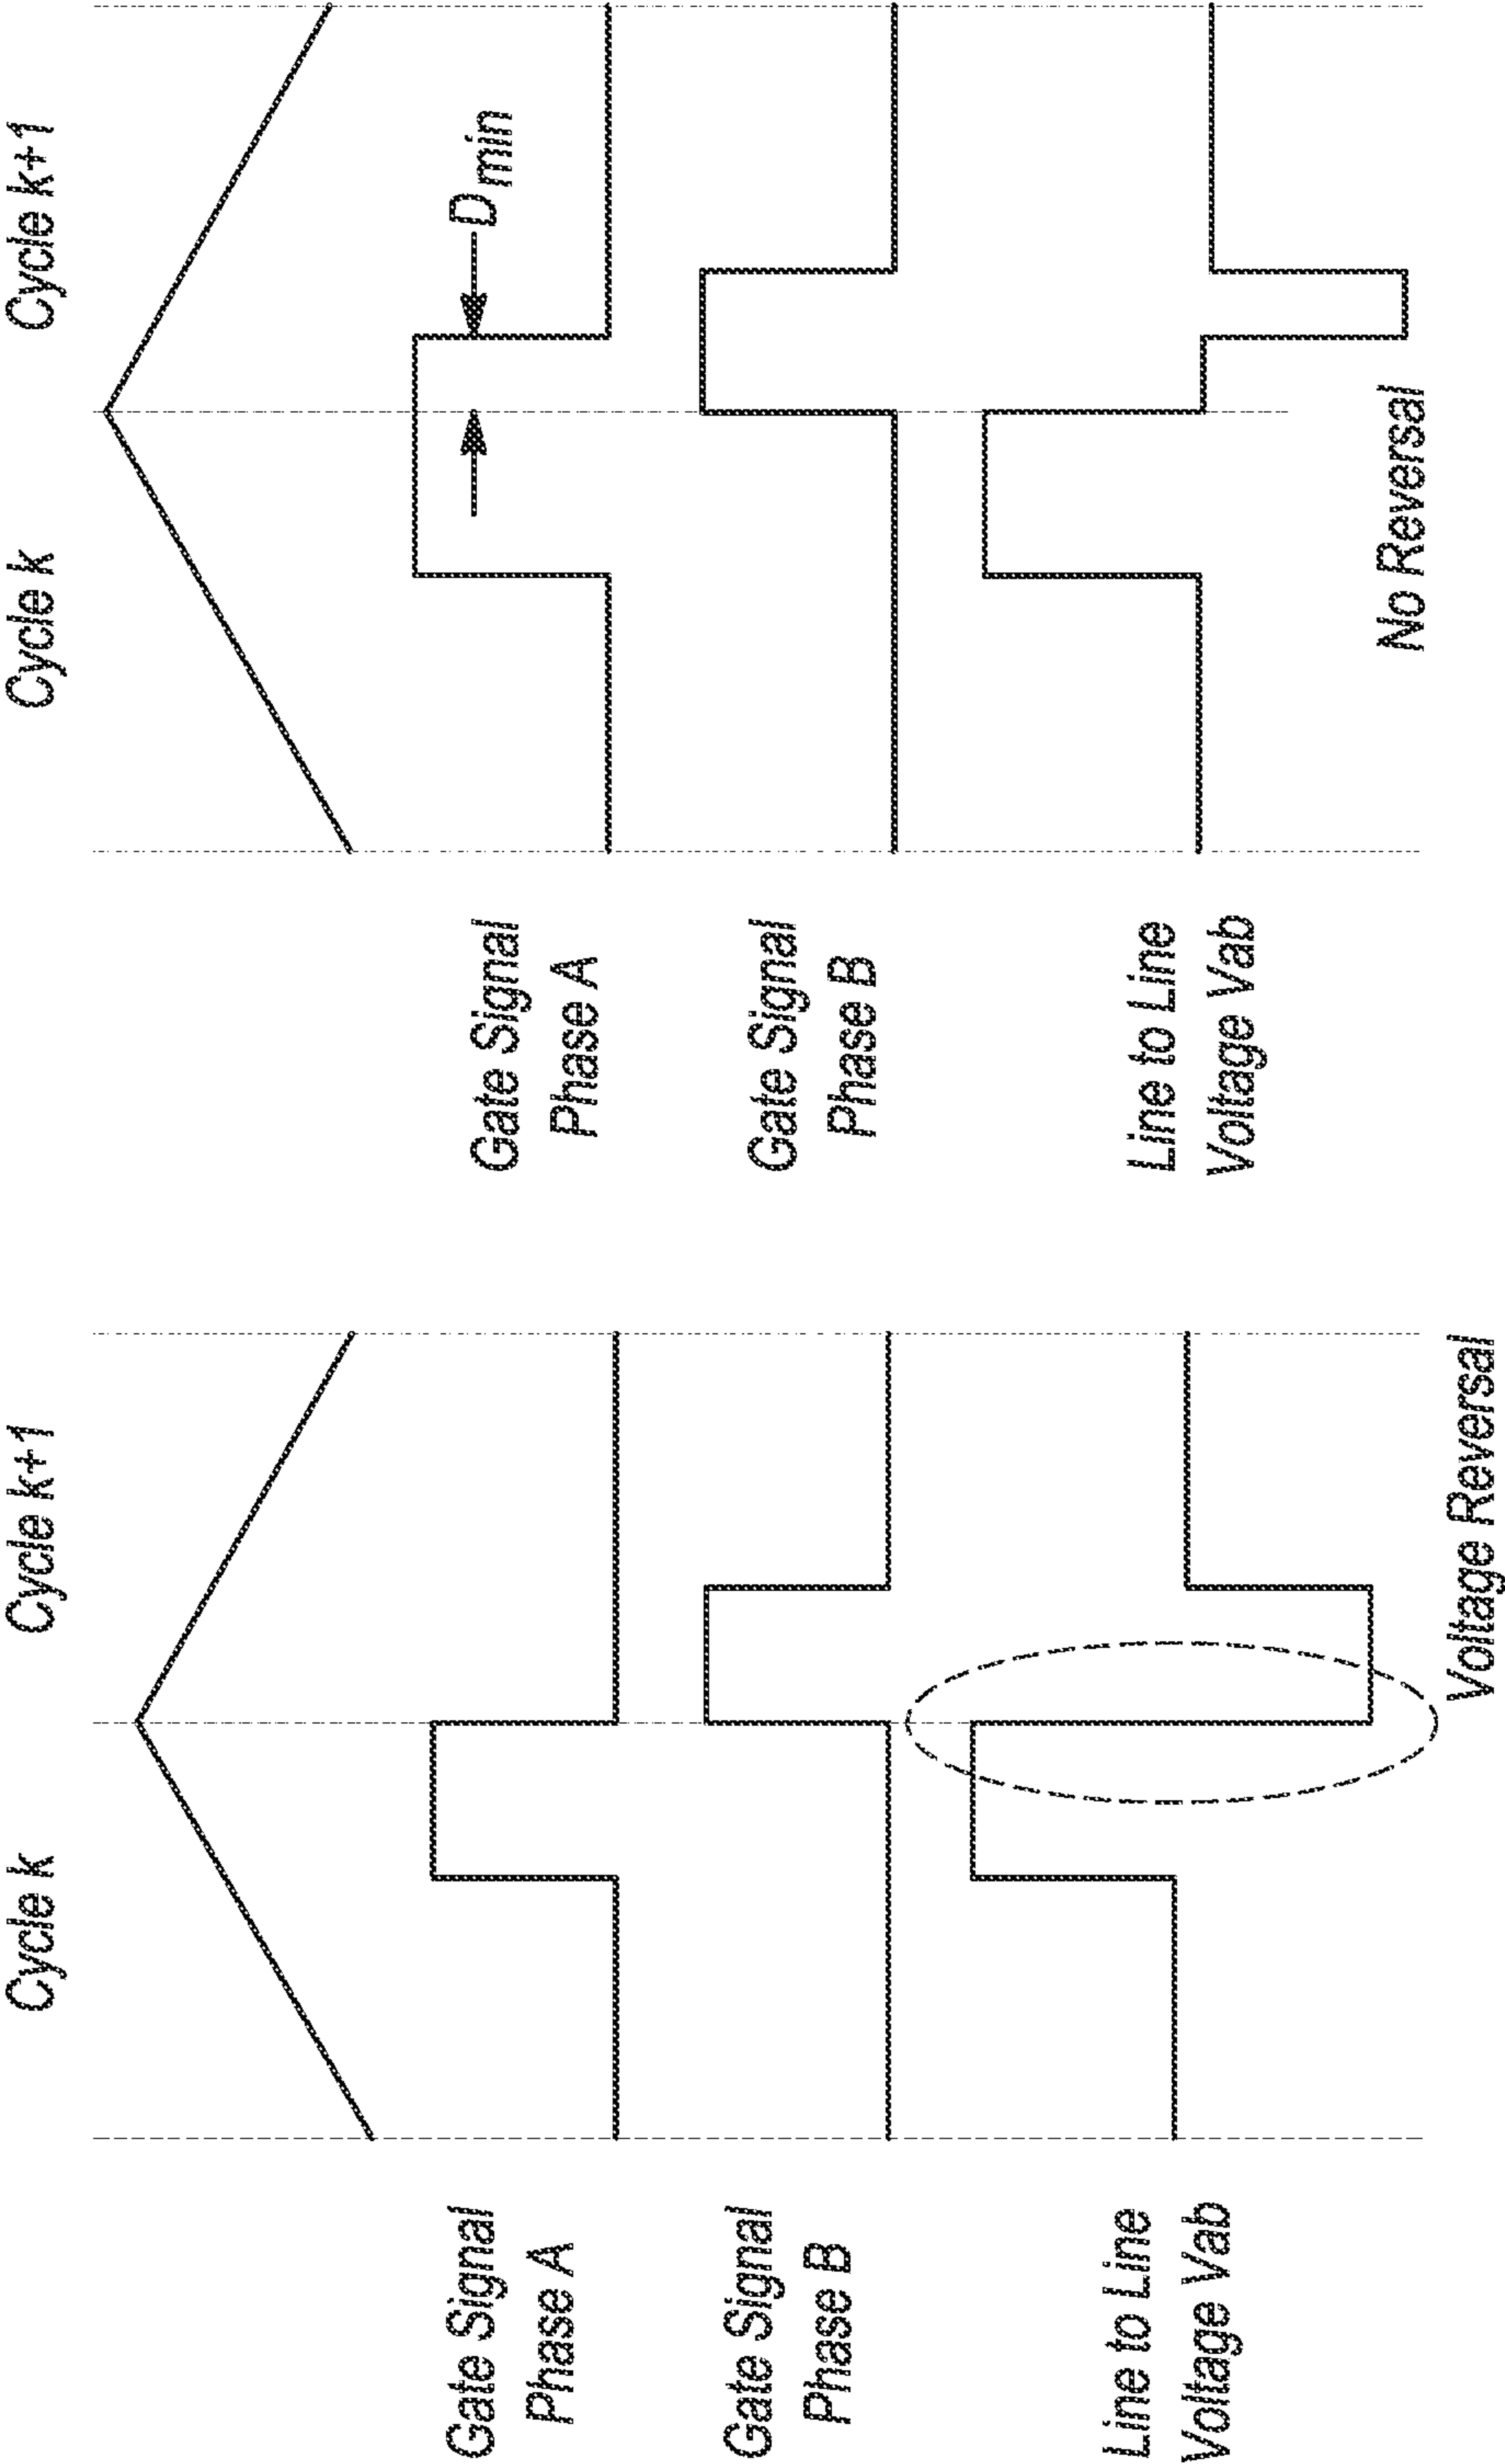 Cycle k
Cycle k+1
Gate Signal
Phase A
Gate Signal
Phase B
Line to Line
Voltage Vab
Voltage Reversal
Cycle k
Cycle k+1
Gate Signal
Phase A
Dmin
Gate Signal
Phase B
Line to Line
Voltage Vab
No Reversal